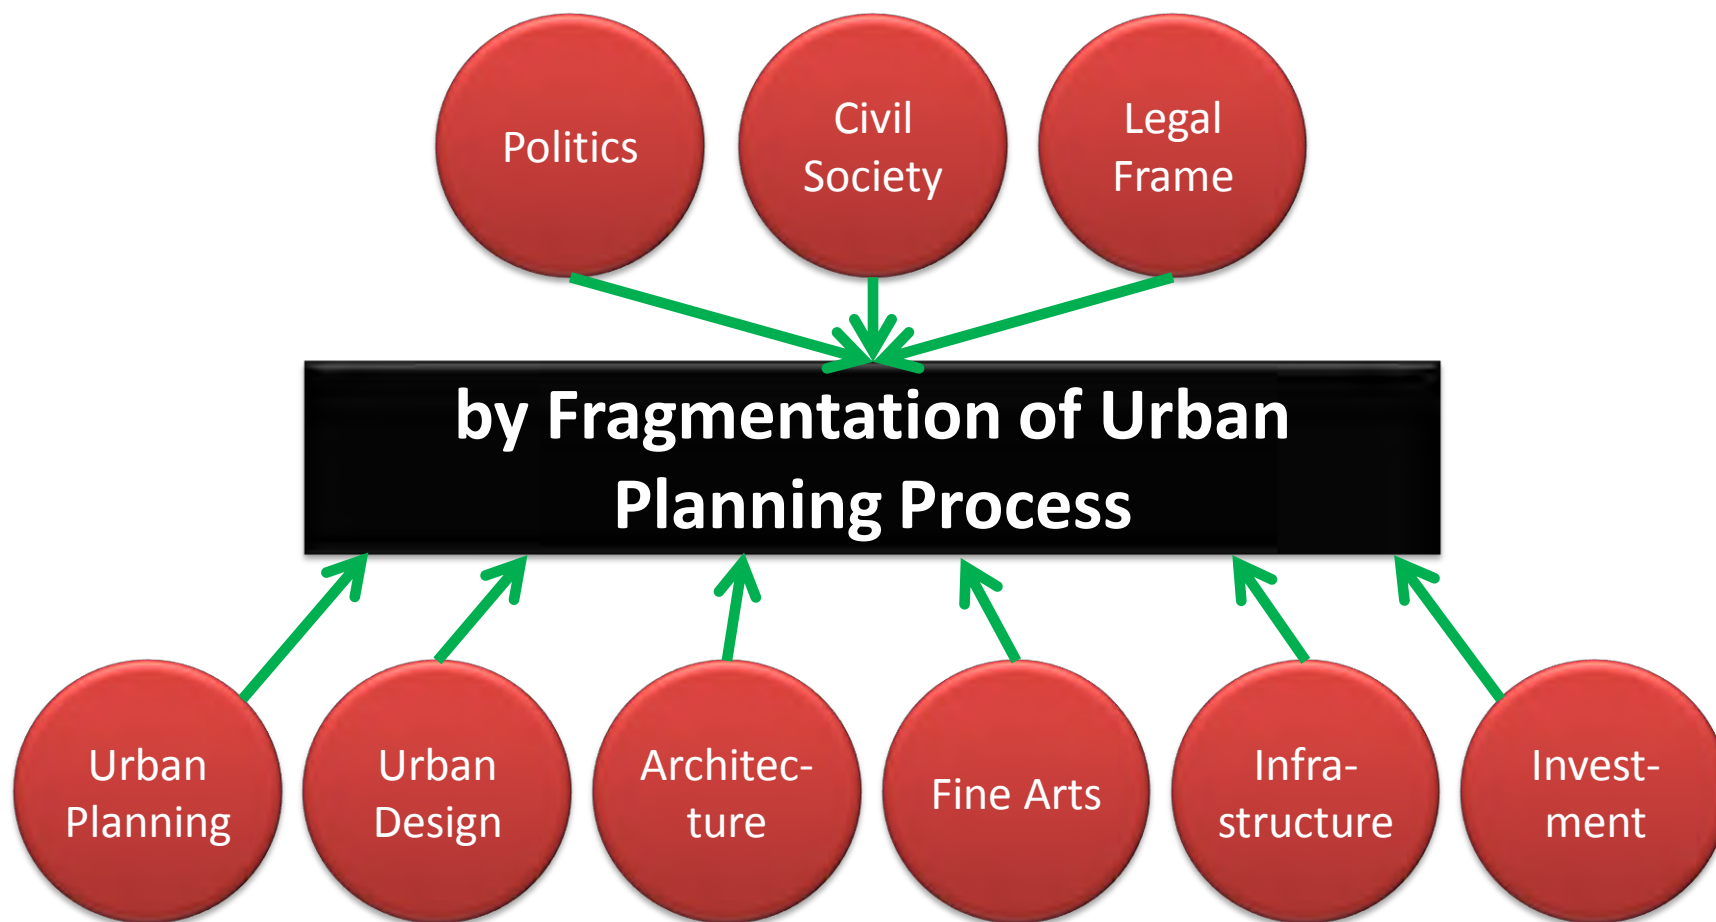 Politics
Civil
Society
Legal
Frame
by Fragmentation of Urban
Planning Process
Urban
Planning
Urban
Design
Architec-
ture
Fine Arts
Infra-
structure
Invest-
ment